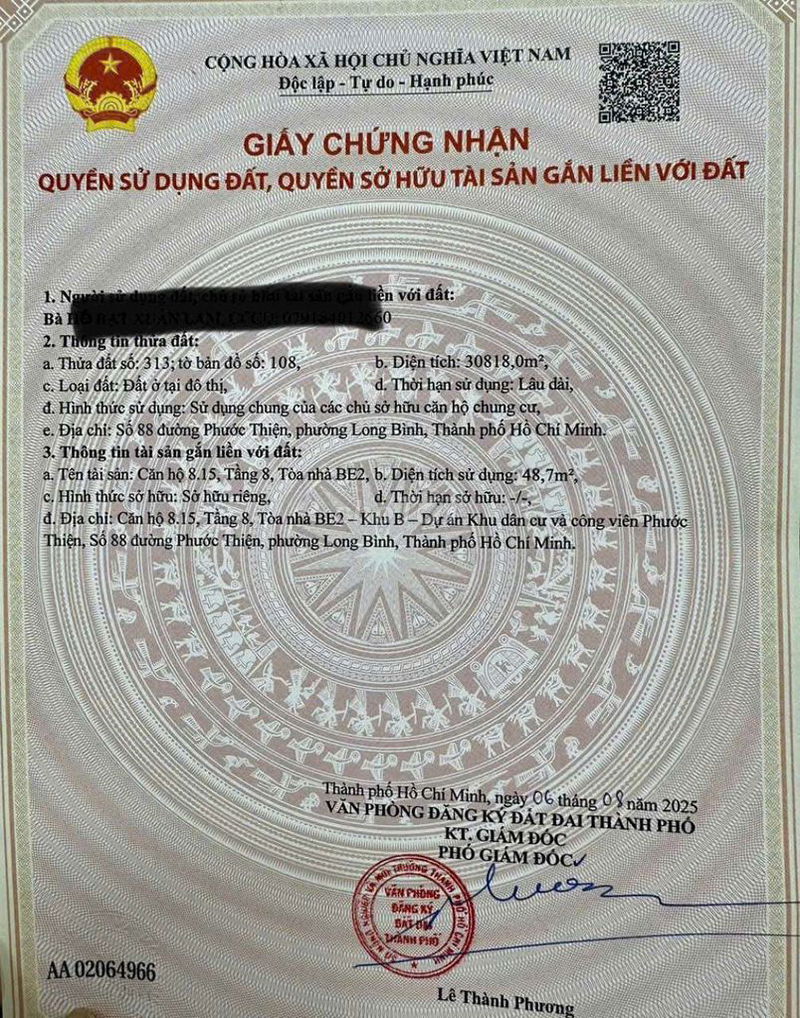 CỘNG HÒA XÃ HỘI CHỦ NGHĨA VIỆT NAM
Độc lập - Tự do - Hạnh phúc
GIẤY CHỨNG NHẬN
QUYỀN SỬ DỤNG ĐẤT, QUYỀN SỞ HỮU TÀI SẢN GẮN LIỀN VỚI ĐẤT
1. Người liền với đất:
Bà
2. Thông tin thửa đất:
a. Thửa đất số: 313; tờ bản đồ số: 108, b. Diện tích: 30818,0m²,
c. Loại đất: Đất ở tại đô thị, d. Thời hạn sử dụng: Lâu dài,
đ. Hình thức sử dụng: Sử dụng chung của các chủ sở hữu căn hộ chung cư,
e. Địa chỉ: Số 88 đường Phước Thiện, phường Long Bình, Thành phố Hồ Chí Minh.
3. Thông tin tài sản gắn liền với đất:
a. Tên tài sản: Căn hộ 8.15, Tầng 8, Tòa nhà BE2, b. Diện tích sử dụng: 48,7m²,
c. Hình thức sở hữu: Sở hữu riêng, d. Thời hạn sở hữu: -/-,
đ. Địa chỉ: Căn hộ 8.15, Tầng 8, Tòa nhà BE2 – Khu B – Dự án Khu dân cư và công viên Phước
Thiện, Số 88 đường Phước Thiện, phường Long Bình, Thành phố Hồ Chí Minh.
Thành phố Hồ Chí Minh, ngày 06 tháng 08 năm 2025
VĂN PHÒNG ĐĂNG KÝ ĐẤT ĐAI THÀNH PHỐ
KT. GIÁM ĐỐC
PHÓ GIÁM ĐỐC
VĂN PHÒNG
ĐĂNG KÝ
ĐẤT ĐAI
THÀNH PHỐ
AA 02064966
Lê Thành Phương